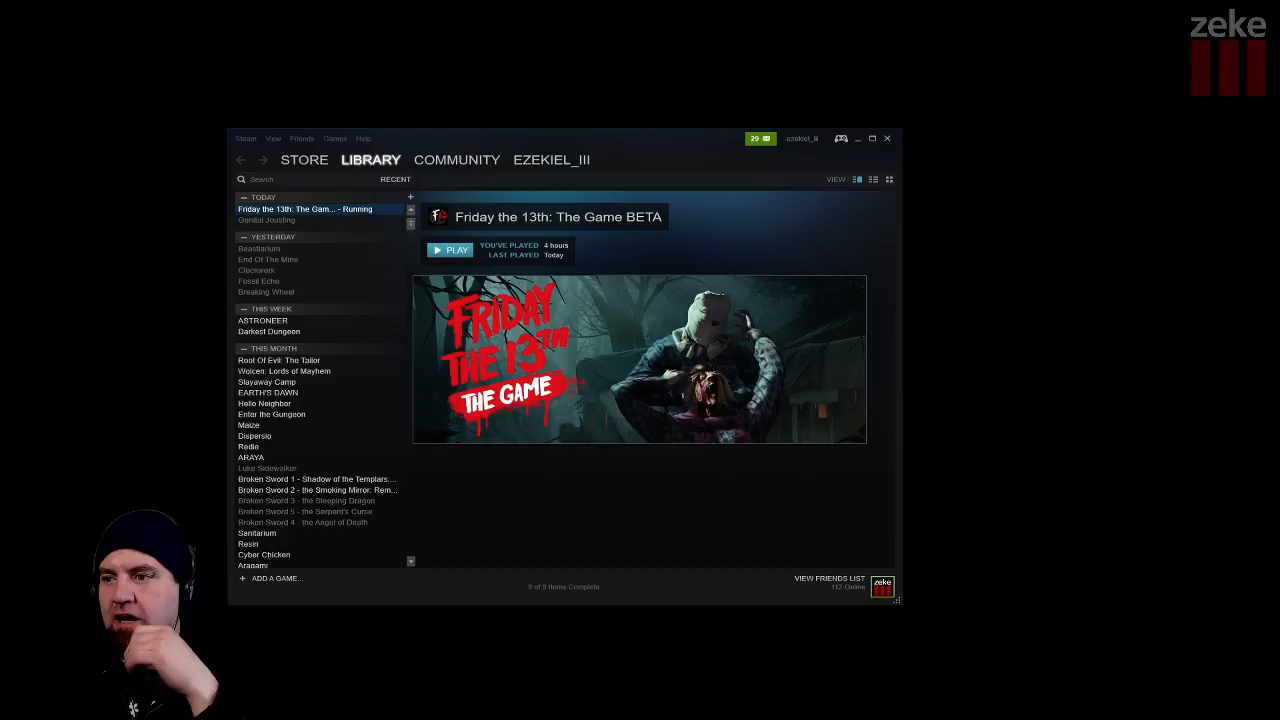 zeke
Steam View Friends Games Help
29
ezekiel_iii
STORE LIBRARY COMMUNITY EZEKIEL_III
Search RECENT
VIEW
TODAY
Friday the 13th: The Gam... - Running
Genital Jousting
YESTERDAY
Beastiarium
End Of The Mine
Clockwork
Fossil Echo
Breaking Wheel
THIS WEEK
ASTRONEER
Darkest Dungeon
THIS MONTH
Root Of Evil: The Tailor
Wolcen: Lords of Mayhem
Slayaway Camp
EARTH'S DAWN
Hello Neighbor
Enter the Gungeon
Maize
Dispersio
Redie
ARAYA
Luke Sidewalker
Broken Sword 1 - Shadow of the Templars:...
Broken Sword 2 - the Smoking Mirror: Rem...
Broken Sword 3 - the Sleeping Dragon
Broken Sword 5 - the Serpent's Curse
Broken Sword 4 - the Angel of Death
Sanitarium
Resin
Cyber Chicken
Aragami
+ ADD A GAME...
Friday the 13th: The Game BETA
PLAY
YOU'VE PLAYED 4 hours
LAST PLAYED Today
FRIDAY
THE 13TH
THE GAME
9 of 9 Items Complete
VIEW FRIENDS LIST
112 Online
zeke